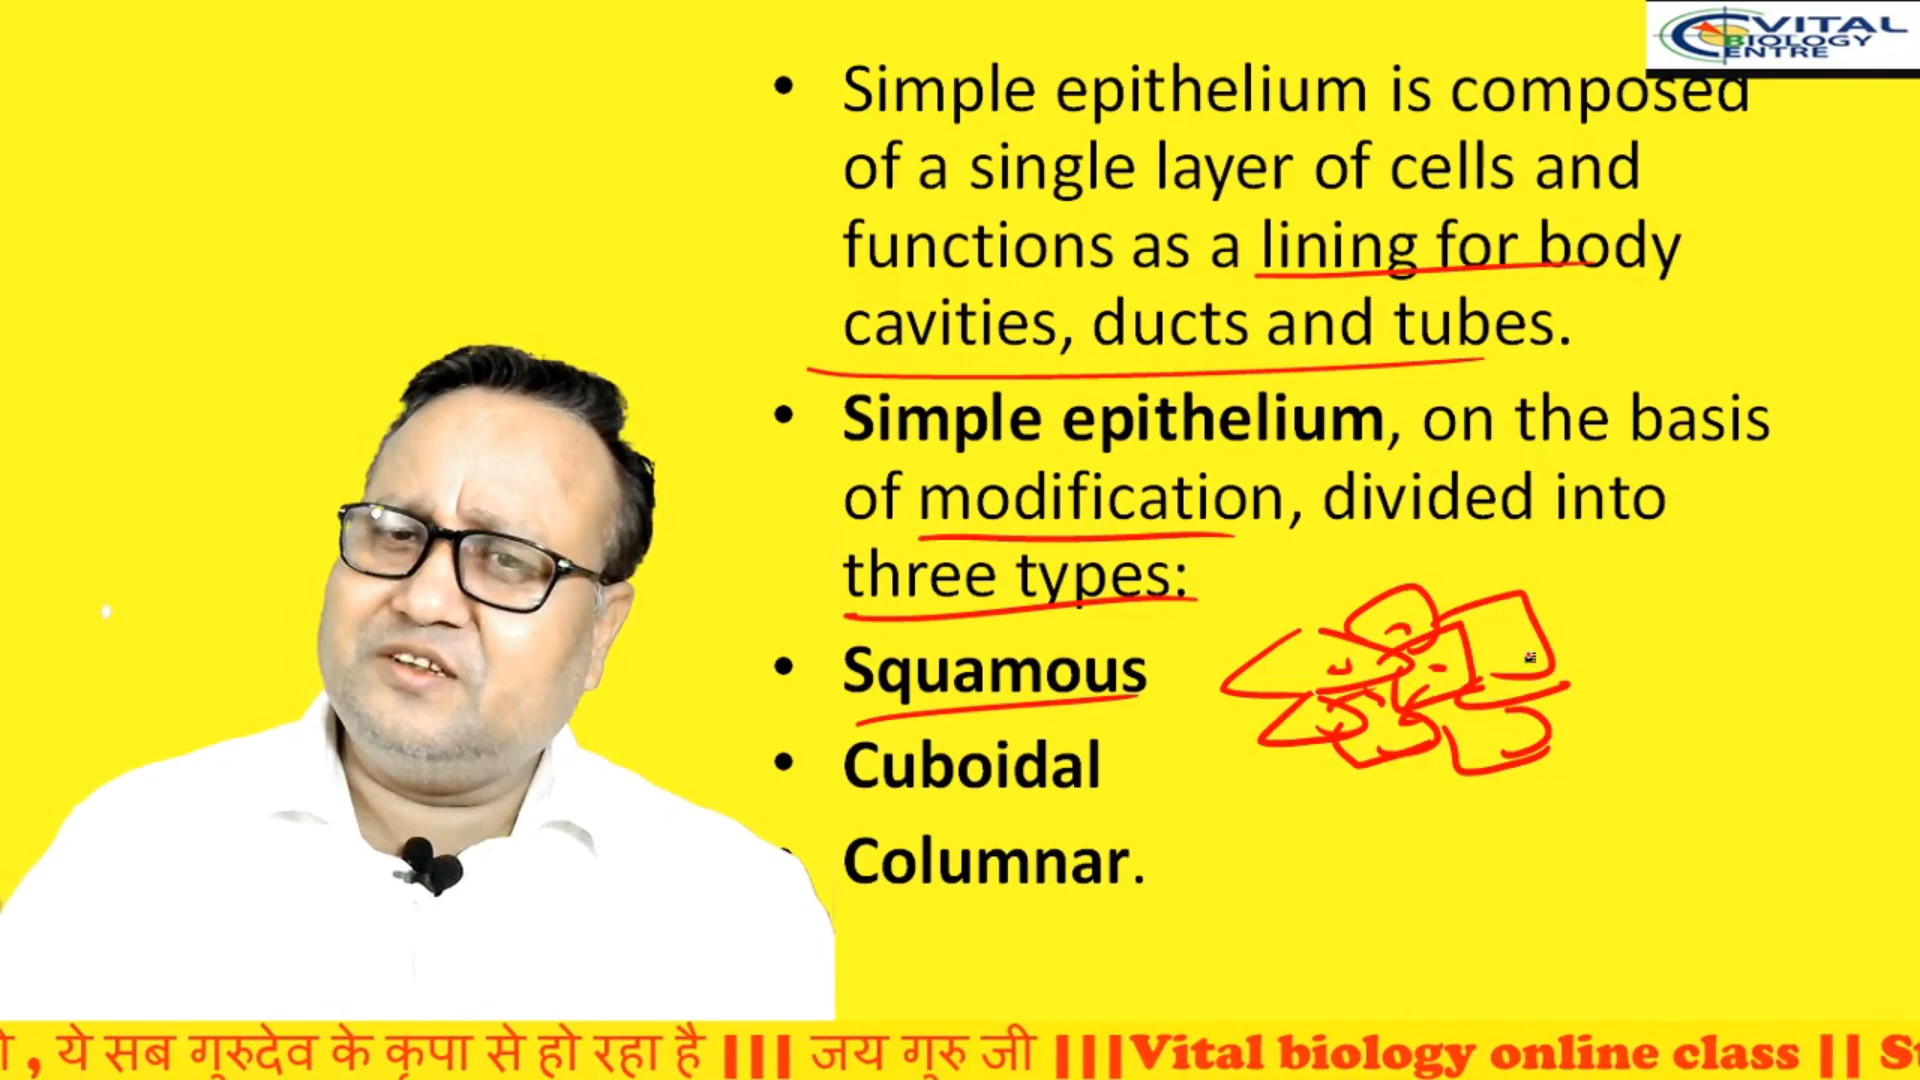 VITAL
BIOLOGY
CENTRE
• Simple epithelium is composed
of a single layer of cells and
functions as a lining for body
cavities, ducts and tubes.
• Simple epithelium, on the basis
of modification, divided into
three types:
• Squamous
• Cuboidal
• Columnar.
, ये सब गुरुदेव के कृपा से हो रहा है ||| जय गुरु जी |||Vital biology online class ||